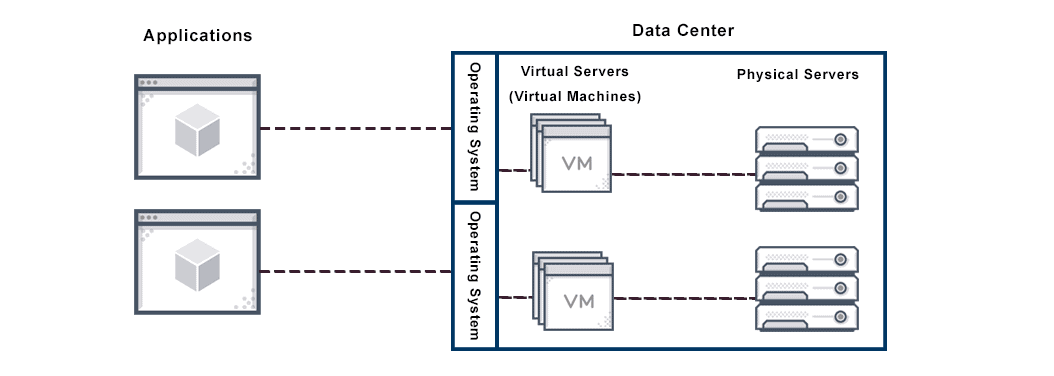 Applications
Data Center
Operating System
Virtual Servers
(Virtual Machines)
Physical Servers
VM
Operating System
VM